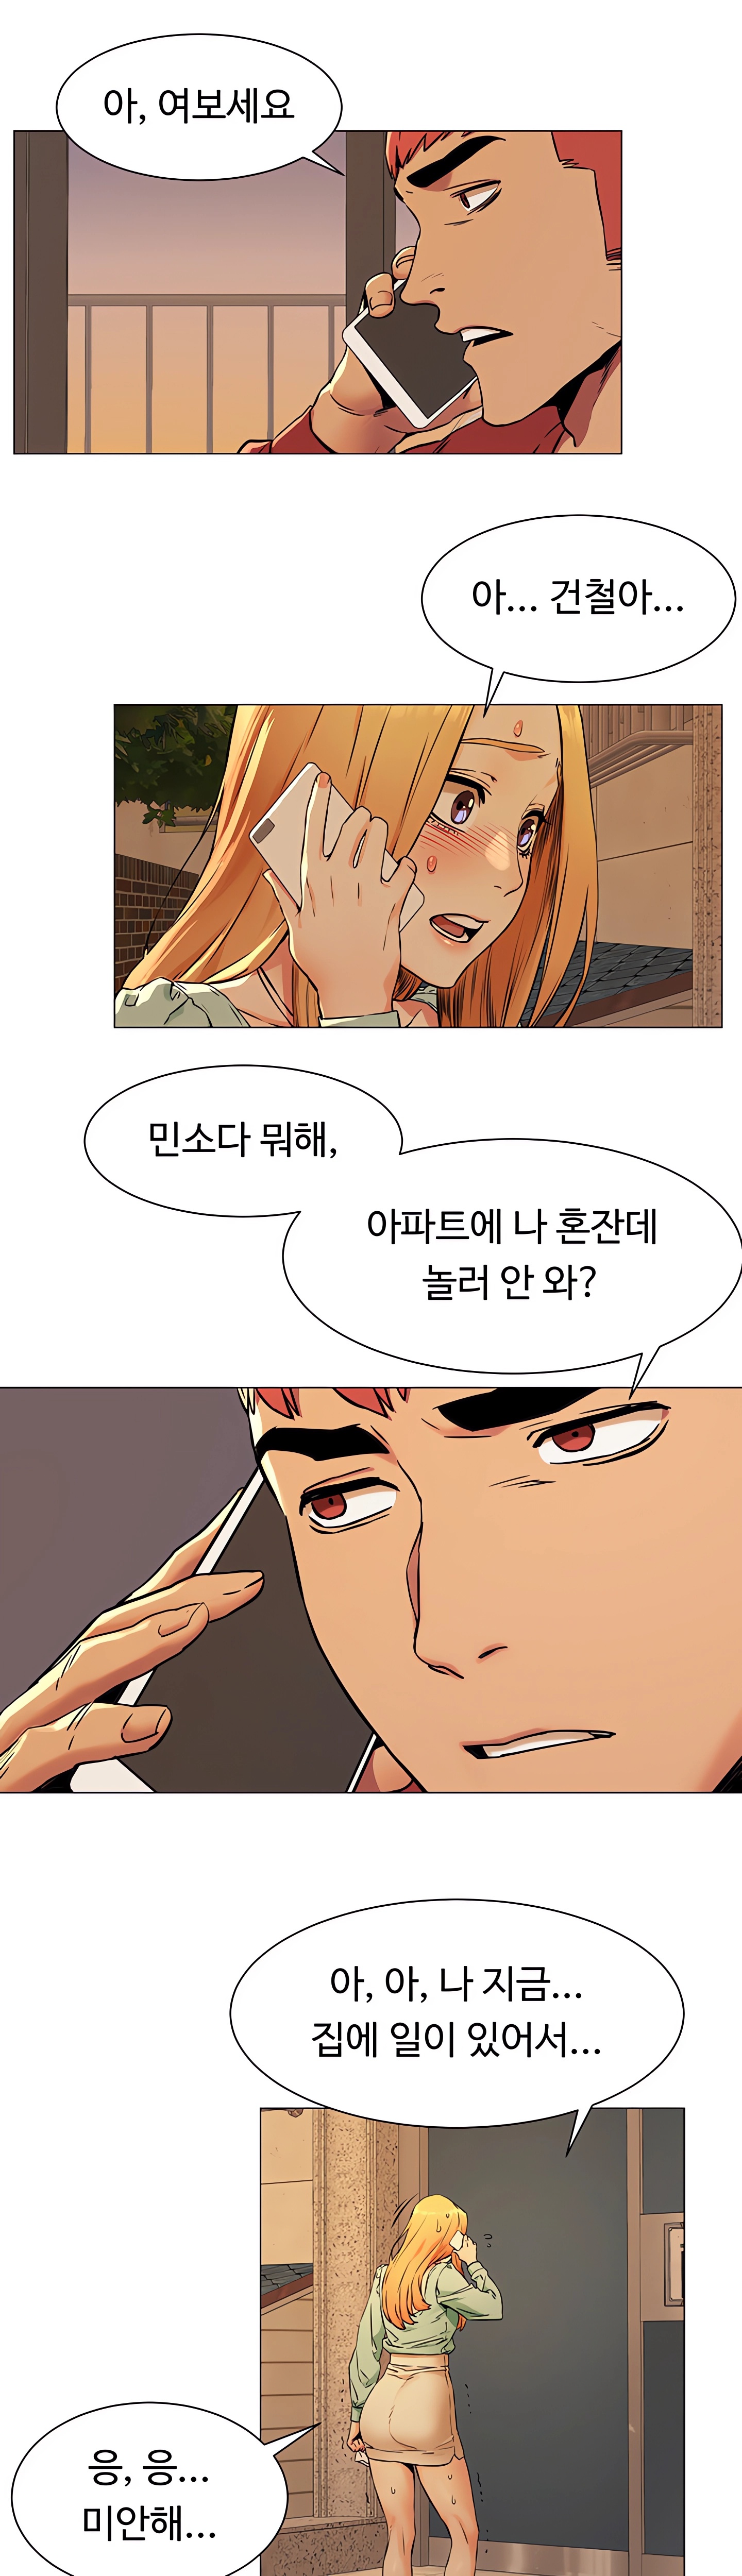 아, 여보세요
아... 건철아...
민소다 뭐해,
아파트에 나 혼잔데
놀러 안 와?
아, 아, 나 지금...
집에 일이 있어서...
응, 응...
미안해...